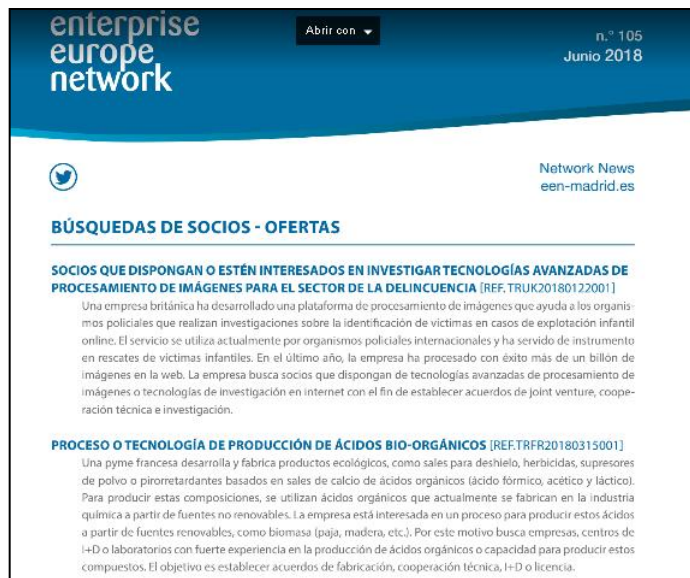 enterprise
europe
network
Abrir con
n.° 105
Junio 2018
Network News
een-madrid.es
BÚSQUEDAS DE SOCIOS - OFERTAS
SOCIOS QUE DISPONGAN O ESTÉN INTERESADOS EN INVESTIGAR TECNOLOGÍAS AVANZADAS DE
PROCESAMIENTO DE IMÁGENES PARA EL SECTOR DE LA DELINCUENCIA [REF. TRUK20180122001]
Una empresa británica ha desarrollado una plataforma de procesamiento de imágenes que ayuda a los organis-
mos policiales que realizan investigaciones sobre la identificación de víctimas en casos de explotación infantil
online. El servicio se utiliza actualmente por organismos policiales internacionales y ha servido de instrumento
en rescates de víctimas infantiles. En el último año, la empresa ha procesado con éxito más de un billón de
imágenes en la web. La empresa busca socios que dispongan de tecnologías avanzadas de procesamiento de
imágenes o tecnologías de investigación en internet con el fin de establecer acuerdos de joint venture, coope-
ración técnica e investigación.
PROCESO O TECNOLOGÍA DE PRODUCCIÓN DE ÁCIDOS BIO-ORGÁNICOS [REF.TRFR20180315001]
Una pyme francesa desarrolla y fabrica productos ecológicos, como sales para deshielo, herbicidas, supresores
de polvo o pirorretardantes basados en sales de calcio de ácidos orgánicos (ácido fórmico, acético y láctico).
Para producir estas composiciones, se utilizan ácidos orgánicos que actualmente se fabrican en la industria
química a partir de fuentes no renovables. La empresa está interesada en un proceso para producir estos ácidos
a partir de fuentes renovables, como biomasa (paja, madera, etc.). Por este motivo busca empresas, centros de
I+D o laboratorios con fuerte experiencia en la producción de ácidos orgánicos o capacidad para producir estos
compuestos. El objetivo es establecer acuerdos de fabricación, cooperación técnica, I+D o licencia.